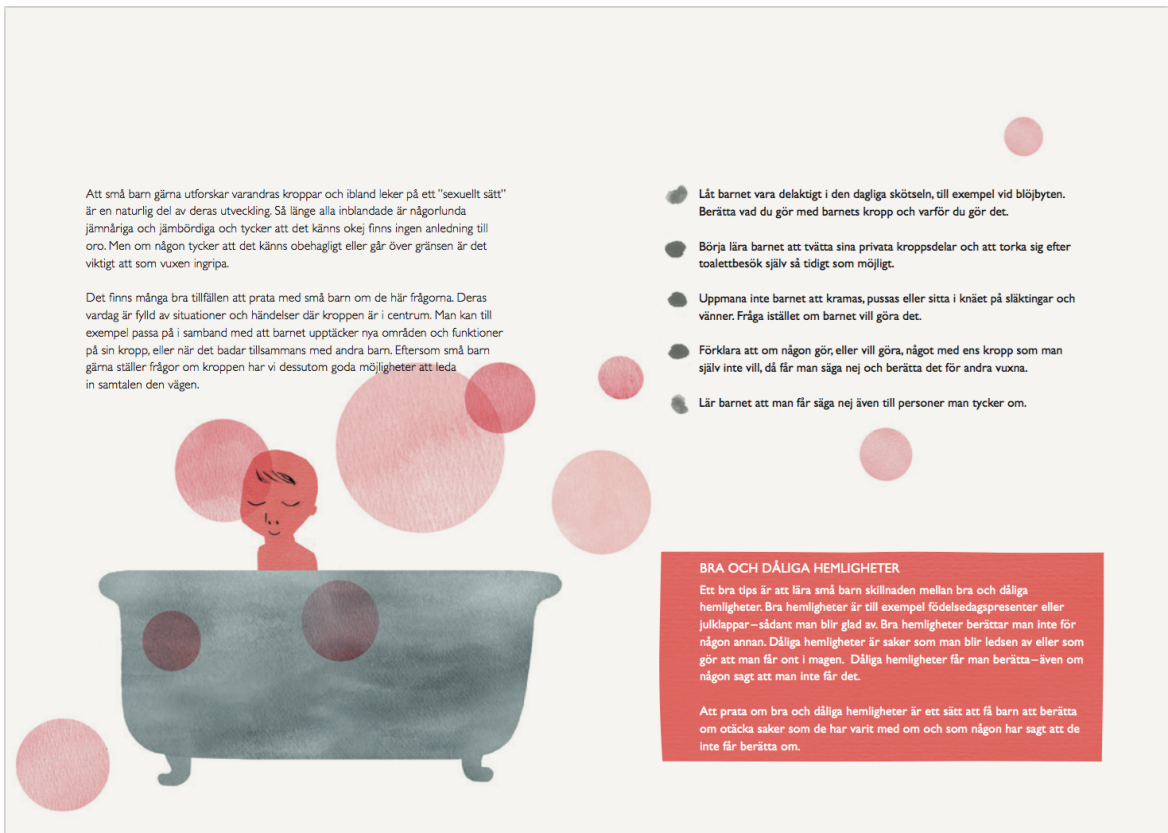 Att små barn gärna utforskar varandras kroppar och ibland leker på ett ”sexuellt sätt”
är en naturlig del av deras utveckling. Så länge alla inblandade är någorlunda
jämnåriga och jämbördiga och tycker att det känns okej finns ingen anledning till
oro. Men om någon tycker att det känns obehagligt eller går över gränsen är det
viktigt att som vuxen ingripa.
Det finns många bra tillfällen att prata med små barn om de här frågorna. Deras
vardag är fylld av situationer och händelser där kroppen är i centrum. Man kan till
exempel passa på i samband med att barnet upptäcker nya områden och funktioner
på sin kropp, eller när det badar tillsammans med andra barn. Eftersom små barn
gärna ställer frågor om kroppen har vi dessutom goda möjligheter att leda
in samtalen den vägen.
Låt barnet vara delaktigt i den dagliga skötseln, till exempel vid blöjbyten.
Berätta vad du gör med barnets kropp och varför du gör det.
Börja lära barnet att tvätta sina privata kroppsdelar och att torka sig efter
toalettbesök själv så tidigt som möjligt.
Uppmana inte barnet att kramas, pussas eller sitta i knäet på släktingar och
vänner. Fråga istället om barnet vill göra det.
Förklara att om någon gör, eller vill göra, något med ens kropp som man
själv inte vill, då får man säga nej och berätta det för andra vuxna.
Lär barnet att man får säga nej även till personer man tycker om.
BRA OCH DÅLIGA HEMLIGHETER
Ett bra tips är att lära små barn skillnaden mellan bra och dåliga
hemligheter. Bra hemligheter är till exempel födelsedagspresenter eller
julklappar – sådant man blir glad av. Bra hemligheter berättar man inte för
någon annan. Dåliga hemligheter är saker som man blir ledsen av eller som
gör att man får ont i magen. Dåliga hemligheter får man berätta – även om
någon sagt att man inte får det.
Att prata om bra och dåliga hemligheter är ett sätt att få barn att berätta
om otäcka saker som de har varit med om och som någon har sagt att de
inte får berätta om.